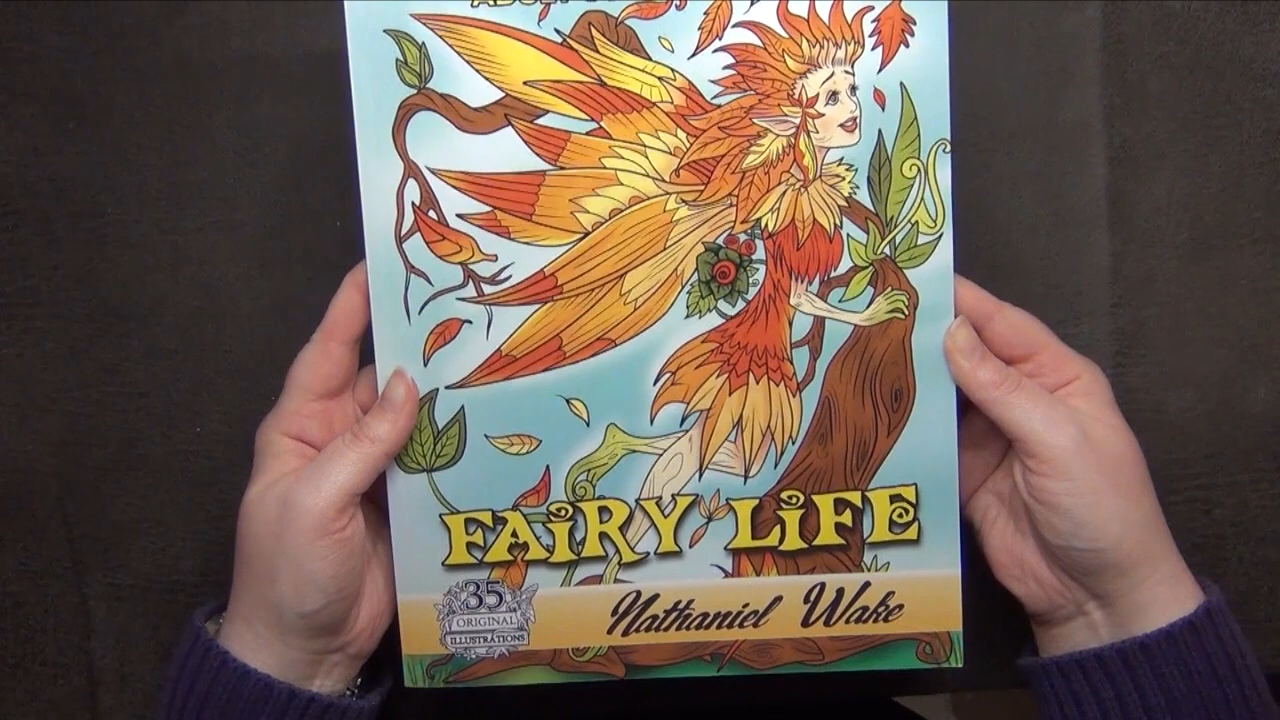 FAiRY LiFE
35
ORIGINAL
ILLUSTRATIONS
Nathaniel Wake